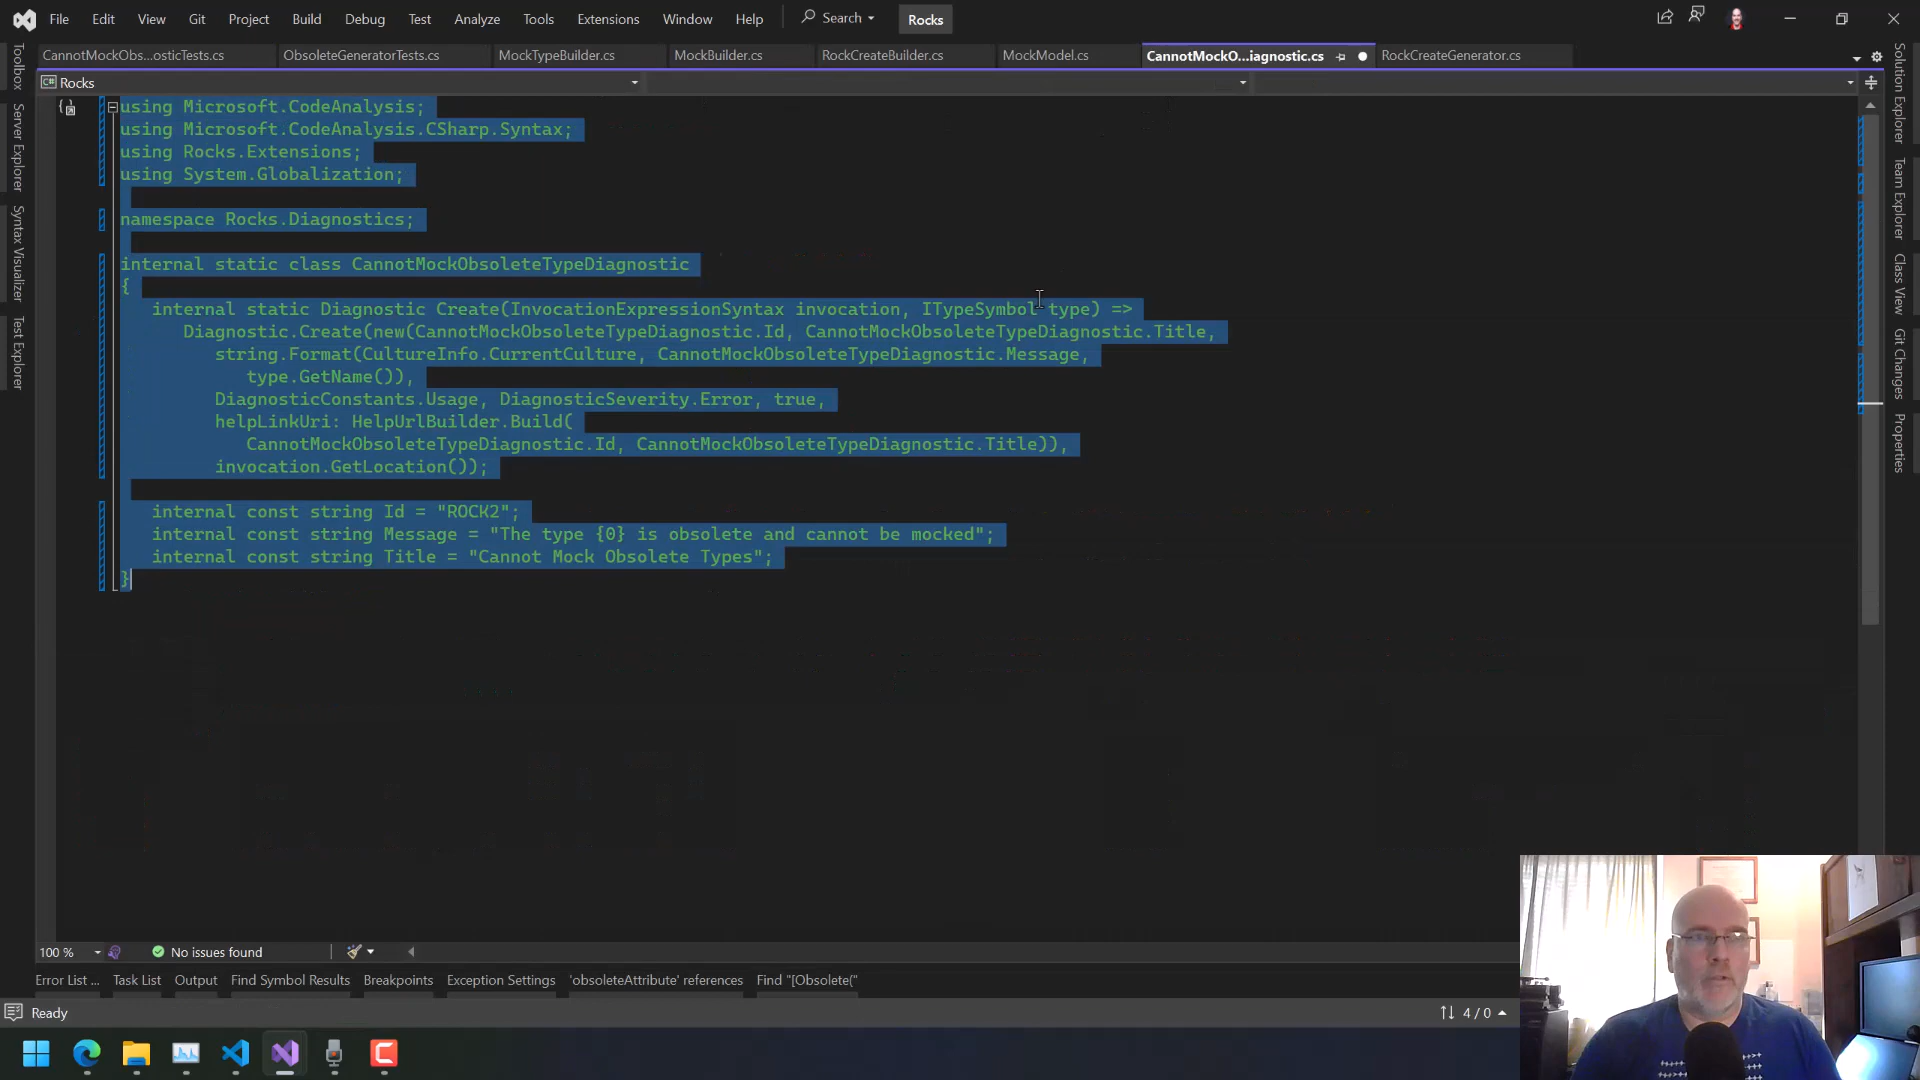 File Edit View Git Project Build Debug Test Analyze Tools Extensions Window Help Search Rocks
CannotMockObs...osticTests.cs ObsoleteGeneratorTests.cs MockTypeBuilder.cs MockBuilder.cs RockCreateBuilder.cs MockModel.cs CannotMockO...iagnostic.cs RockCreateGenerator.cs
C# Rocks
using Microsoft.CodeAnalysis;
using Microsoft.CodeAnalysis.CSharp.Syntax;
using Rocks.Extensions;
using System.Globalization;
namespace Rocks.Diagnostics;
internal static class CannotMockObsoleteTypeDiagnostic
{
internal static Diagnostic Create(InvocationExpressionSyntax invocation, ITypeSymbol type) =>
Diagnostic.Create(new(CannotMockObsoleteTypeDiagnostic.Id, CannotMockObsoleteTypeDiagnostic.Title,
string.Format(CultureInfo.CurrentCulture, CannotMockObsoleteTypeDiagnostic.Message,
type.GetName()),
DiagnosticConstants.Usage, DiagnosticSeverity.Error, true,
helpLinkUri: HelpUrlBuilder.Build(
CannotMockObsoleteTypeDiagnostic.Id, CannotMockObsoleteTypeDiagnostic.Title)),
invocation.GetLocation());
internal const string Id = "ROCK2";
internal const string Message = "The type {0} is obsolete and cannot be mocked";
internal const string Title = "Cannot Mock Obsolete Types";
}
Toolbox
Server Explorer
Syntax Visualizer
Test Explorer
Solution Explorer
Team Explorer
Class View
Git Changes
Properties
100 % No issues found
Error List ... Task List Output Find Symbol Results Breakpoints Exception Settings 'obsoleteAttribute' references Find "[Obsolete("
Ready 4 / 0